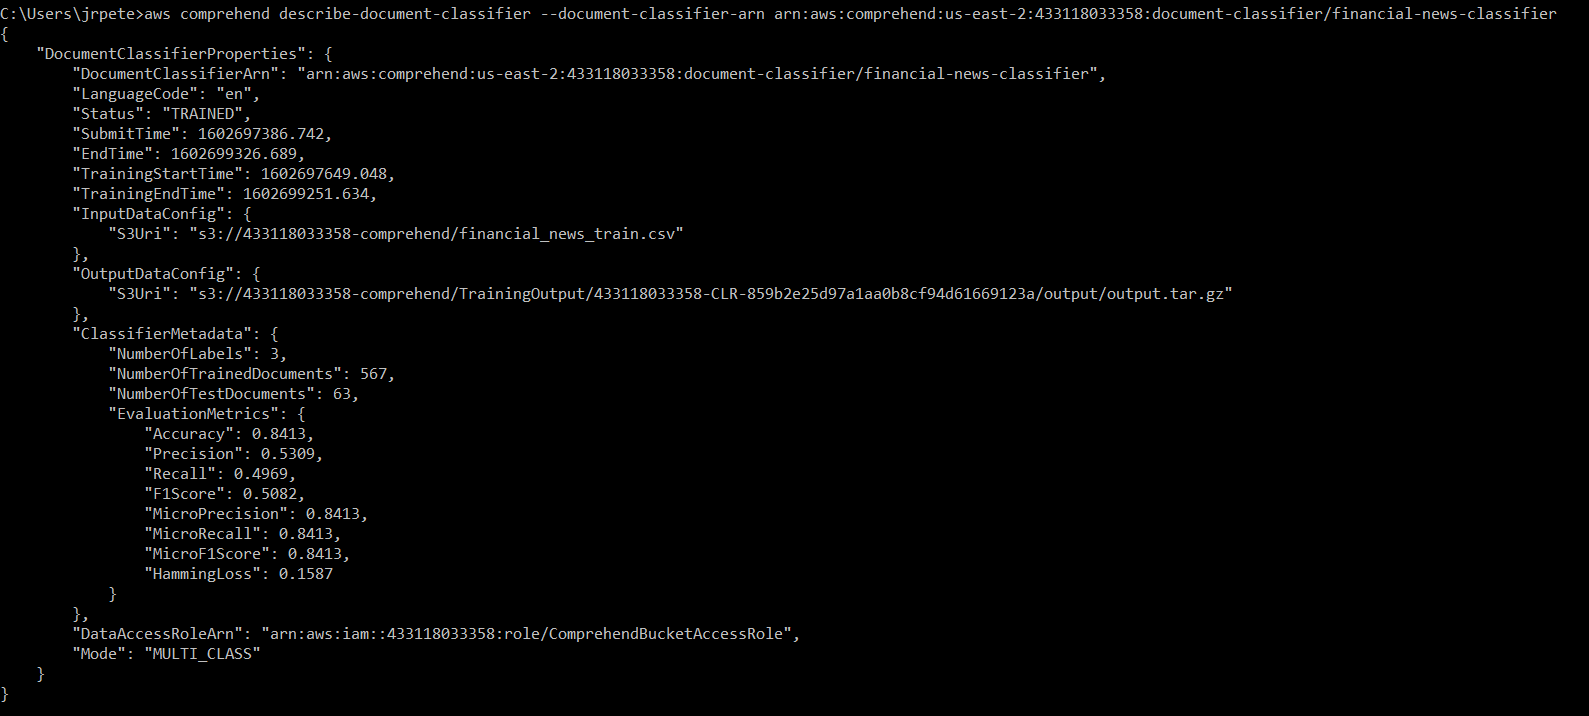 C:\Users\jrpete>aws comprehend describe-document-classifier --document-classifier-arn arn:aws:comprehend:us-east-2:433118033358:document-classifier/financial-news-classifier
{
    "DocumentClassifierProperties": {
        "DocumentClassifierArn": "arn:aws:comprehend:us-east-2:433118033358:document-classifier/financial-news-classifier",
        "LanguageCode": "en",
        "Status": "TRAINED",
        "SubmitTime": 1602697386.742,
        "EndTime": 1602699326.689,
        "TrainingStartTime": 1602697649.048,
        "TrainingEndTime": 1602699251.634,
        "InputDataConfig": {
            "S3Uri": "s3://433118033358-comprehend/financial_news_train.csv"
        },
        "OutputDataConfig": {
            "S3Uri": "s3://433118033358-comprehend/TrainingOutput/433118033358-CLR-859b2e25d97a1aa0b8cf94d61669123a/output/output.tar.gz"
        },
        "ClassifierMetadata": {
            "NumberOfLabels": 3,
            "NumberOfTrainedDocuments": 567,
            "NumberOfTestDocuments": 63,
            "EvaluationMetrics": {
                "Accuracy": 0.8413,
                "Precision": 0.5309,
                "Recall": 0.4969,
                "F1Score": 0.5082,
                "MicroPrecision": 0.8413,
                "MicroRecall": 0.8413,
                "MicroF1Score": 0.8413,
                "HammingLoss": 0.1587
            }
        },
        "DataAccessRoleArn": "arn:aws:iam::433118033358:role/ComprehendBucketAccessRole",
        "Mode": "MULTI_CLASS"
    }
}